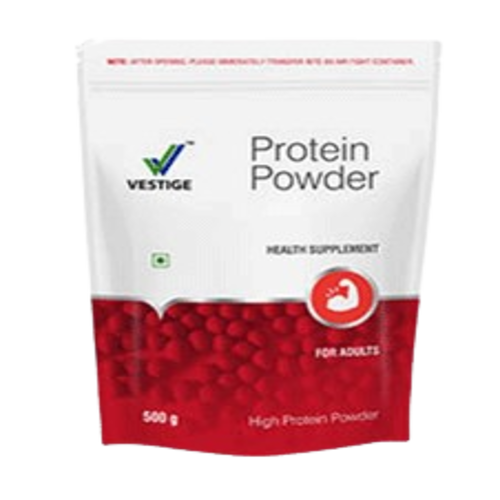 NOTE: AFTER OPENING, PLEASE IMMEDIATELY TRANSFER INTO AN AIR TIGHT CONTAINER.
VESTIGE
™
Protein
Powder
HEALTH SUPPLEMENT
FOR ADULTS
500 g
High Protein Powder